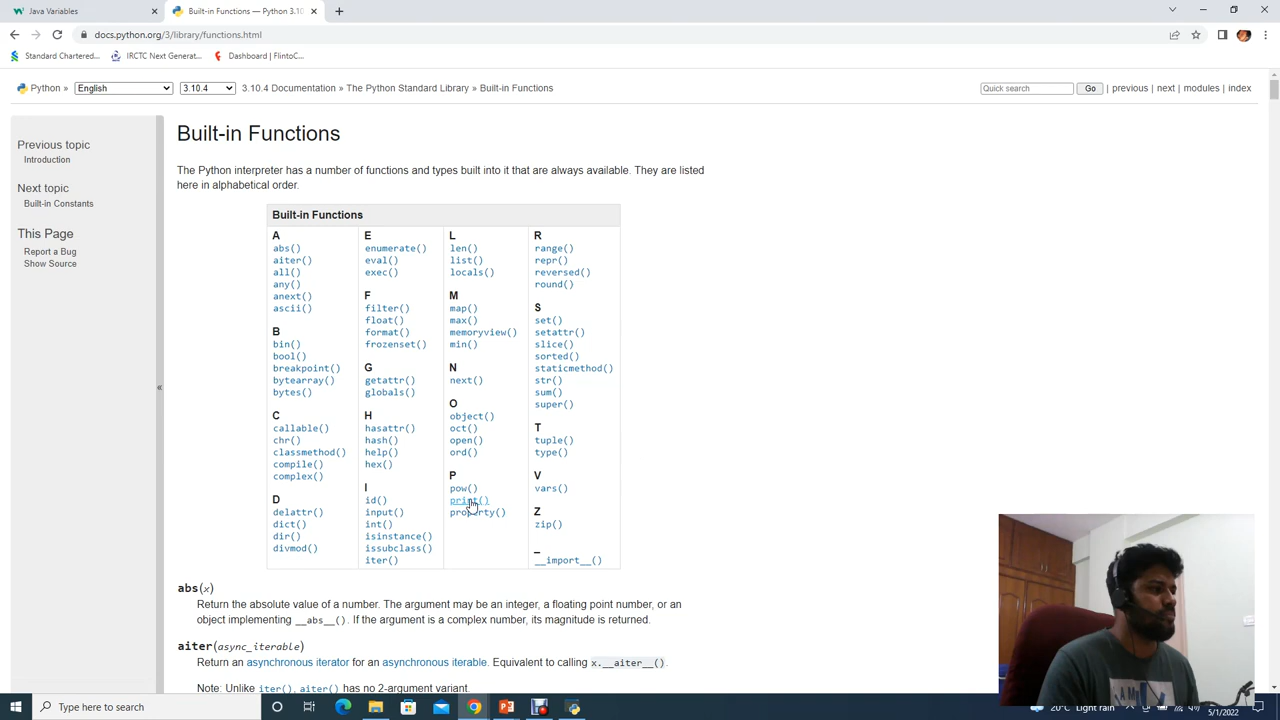 Java Variables
Built-in Functions — Python 3.10
docs.python.org/3/library/functions.html
Standard Chartered...
IRCTC Next Generat...
Dashboard | FlintoC...
Python »
English
3.10.4
3.10.4 Documentation » The Python Standard Library » Built-in Functions
Quick search
Go
| previous | next | modules | index
Previous topic
Introduction
Next topic
Built-in Constants
This Page
Report a Bug
Show Source
«
Built-in Functions
The Python interpreter has a number of functions and types built into it that are always available. They are listed
here in alphabetical order.
Built-in Functions
A
abs()
aiter()
all()
any()
anext()
ascii()
B
bin()
bool()
breakpoint()
bytearray()
bytes()
C
callable()
chr()
classmethod()
compile()
complex()
D
delattr()
dict()
dir()
divmod()
E
enumerate()
eval()
exec()
F
filter()
float()
format()
frozenset()
G
getattr()
globals()
H
hasattr()
hash()
help()
hex()
I
id()
input()
int()
isinstance()
issubclass()
iter()
L
len()
list()
locals()
M
map()
max()
memoryview()
min()
N
next()
O
object()
oct()
open()
ord()
P
pow()
print()
property()
R
range()
repr()
reversed()
round()
S
set()
setattr()
slice()
sorted()
staticmethod()
str()
sum()
super()
T
tuple()
type()
V
vars()
Z
zip()
_
__import__()
abs(x)
Return the absolute value of a number. The argument may be an integer, a floating point number, or an
object implementing __abs__(). If the argument is a complex number, its magnitude is returned.
aiter(async_iterable)
Return an asynchronous iterator for an asynchronous iterable. Equivalent to calling x.__aiter__().
Note: Unlike iter(), aiter() has no 2-argument variant.
Type here to search
20°C Light rain
5/1/2022